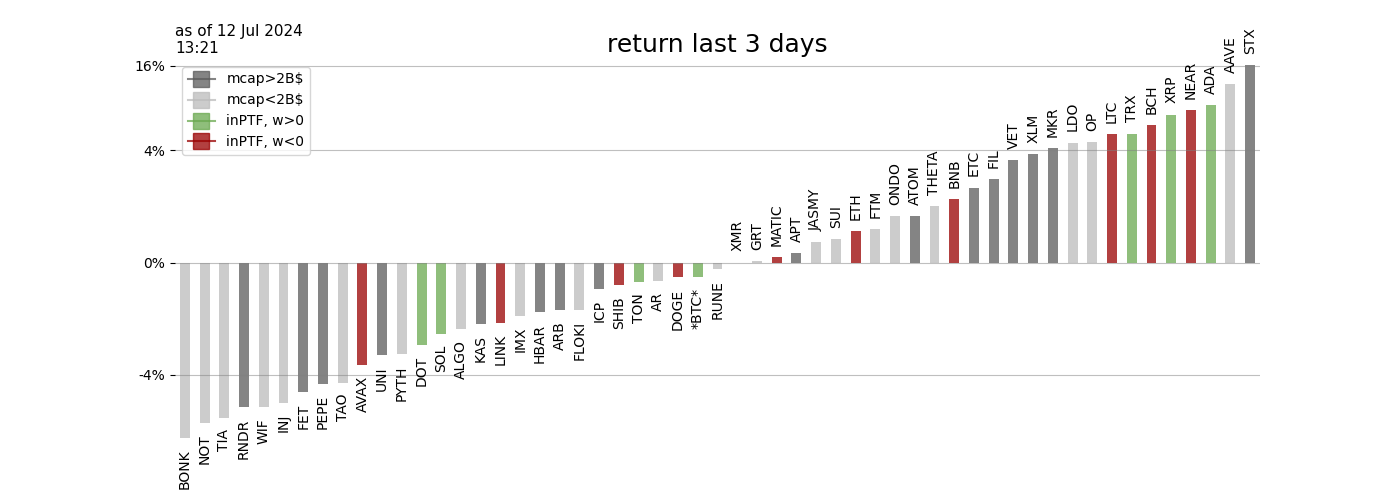 as of 12 Jul 2024
13:21
return last 3 days
16%
4%
0%
-4%
mcap>2B$
mcap<2B$
inPTF, w>0
inPTF, w<0
BONK
NOT
TIA
RNDR
WIF
INJ
FET
PEPE
TAO
AVAX
UNI
PYTH
DOT
SOL
ALGO
KAS
LINK
IMX
HBAR
ARB
FLOKI
ICP
SHIB
TON
AR
DOGE
*BTC*
RUNE
XMR
GRT
MATIC
APT
JASMY
SUI
ETH
FTM
ONDO
ATOM
THETA
BNB
ETC
FIL
VET
XLM
MKR
LDO
OP
LTC
TRX
BCH
XRP
NEAR
ADA
AAVE
STX